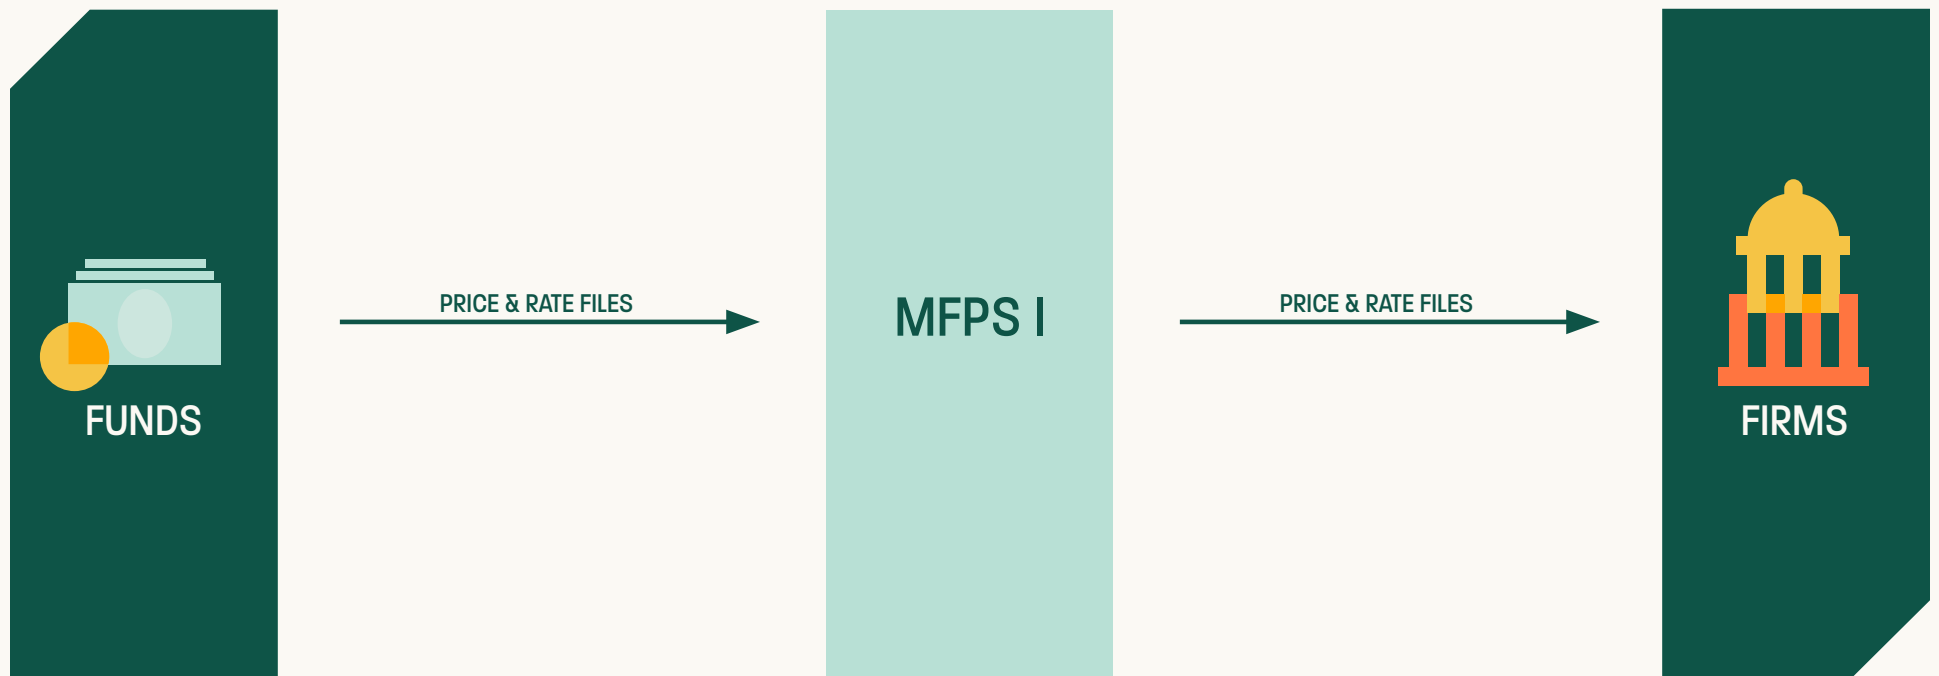 FUNDS
PRICE & RATE FILES
MFPS I
PRICE & RATE FILES
FIRMS